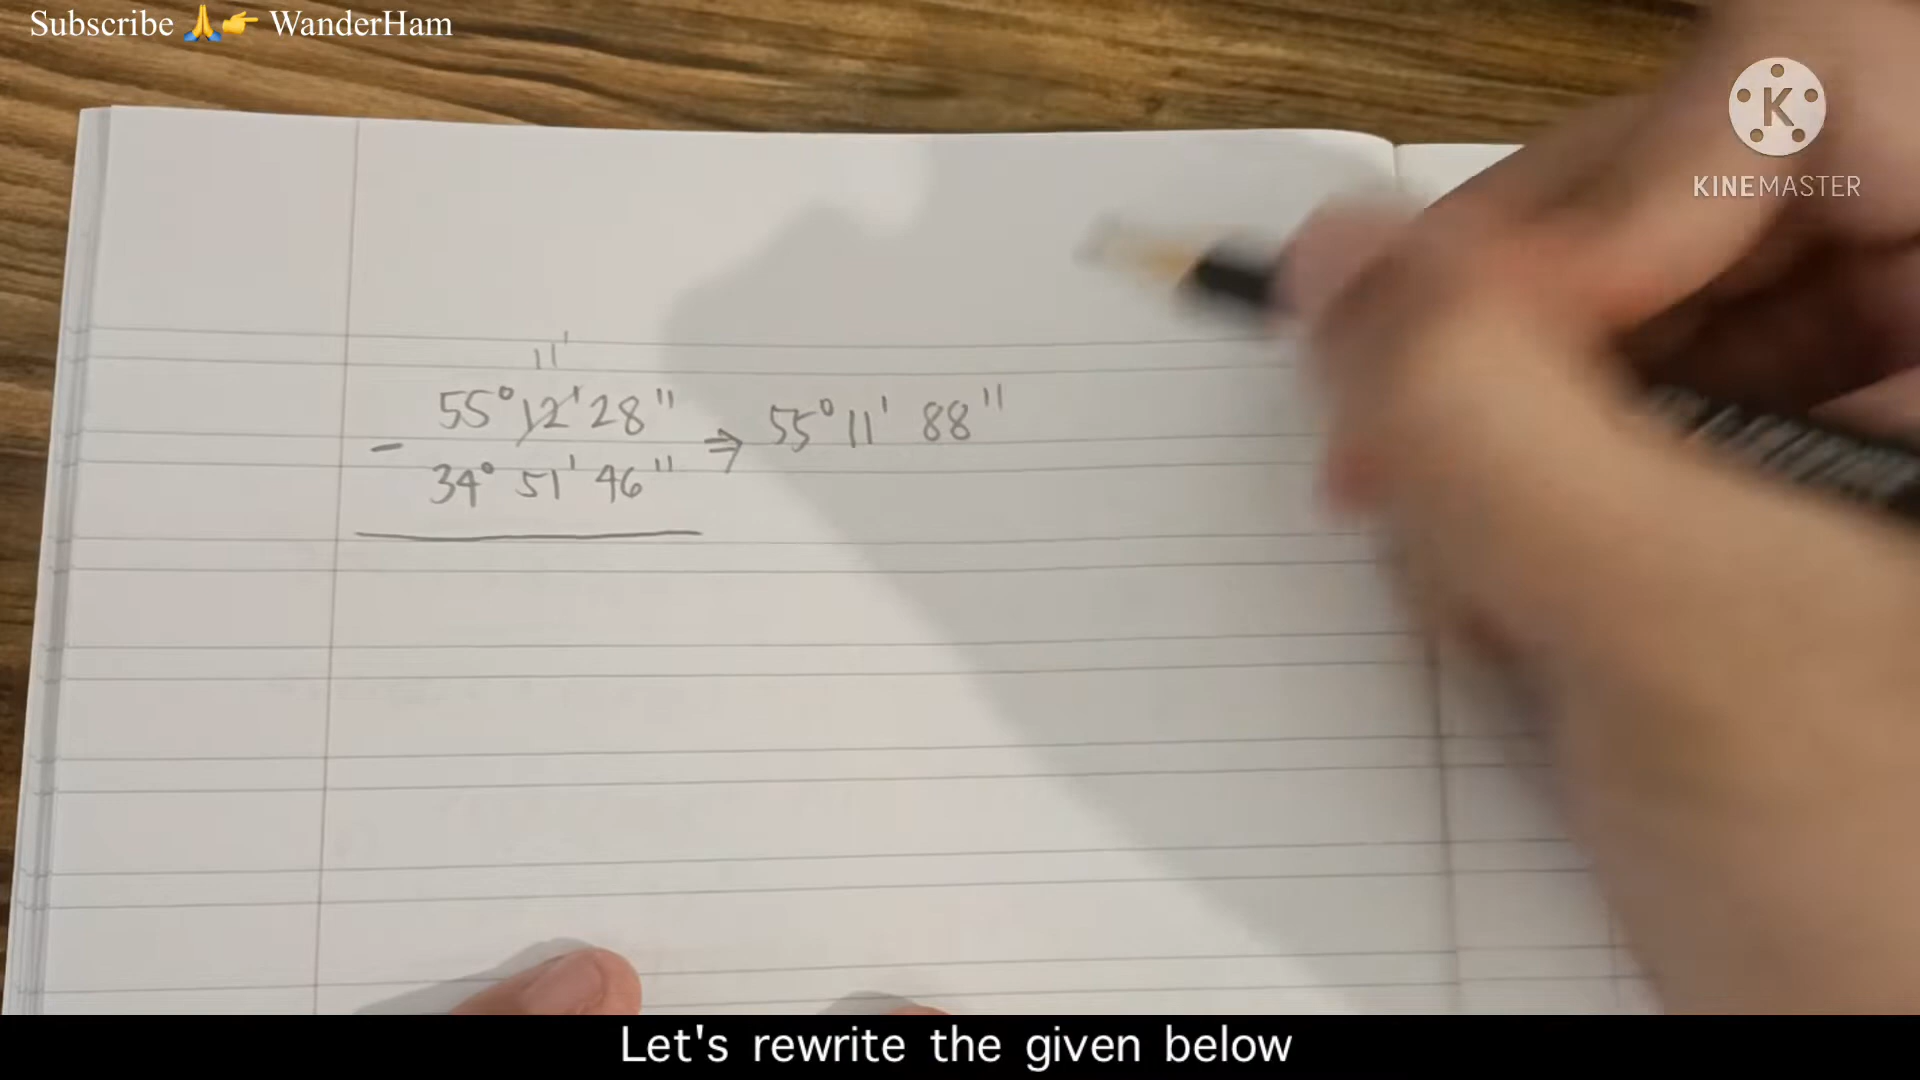 Subscribe 🙏👉 WanderHam
K
KINEMASTER
11'
55° 12' 28" ⇒ 55° 11' 88"
- 34° 51' 46"
Let's rewrite the given below